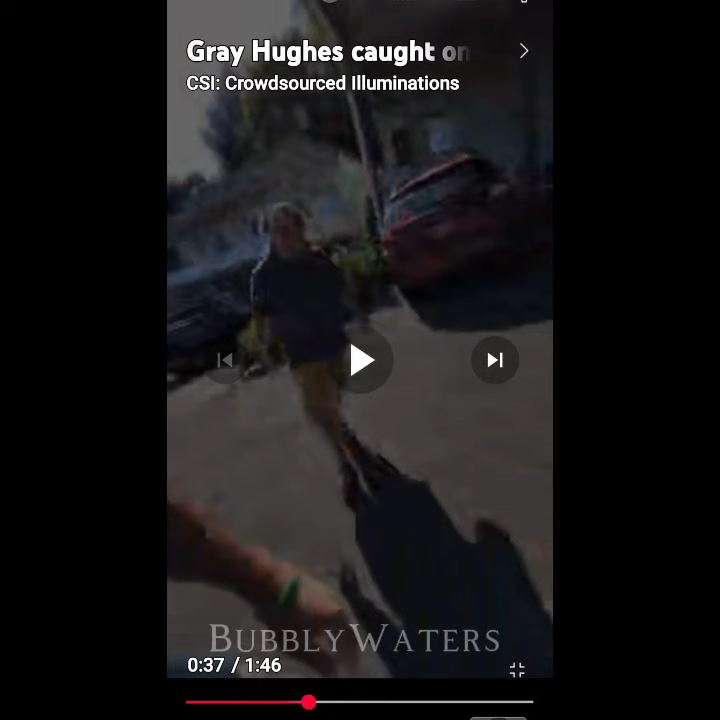 Gray Hughes caught on
CSI: Crowdsourced Illuminations
BUBBLYWATERS
0:37 / 1:46